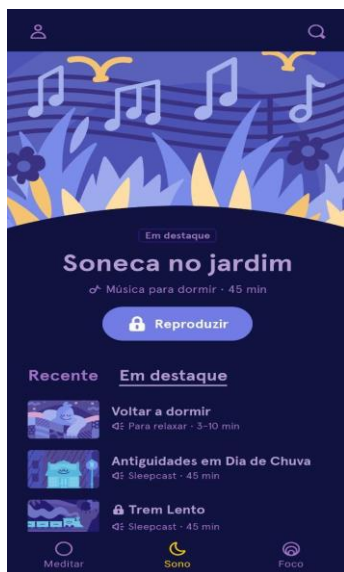 Em destaque
Soneca no jardim
Música para dormir · 45 min
Reproduzir
Recente Em destaque
Voltar a dormir
Para relaxar · 3-10 min
Antiguidades em Dia de Chuva
Sleepcast · 45 min
Trem Lento
Sleepcast · 45 min
Meditar Sono Foco